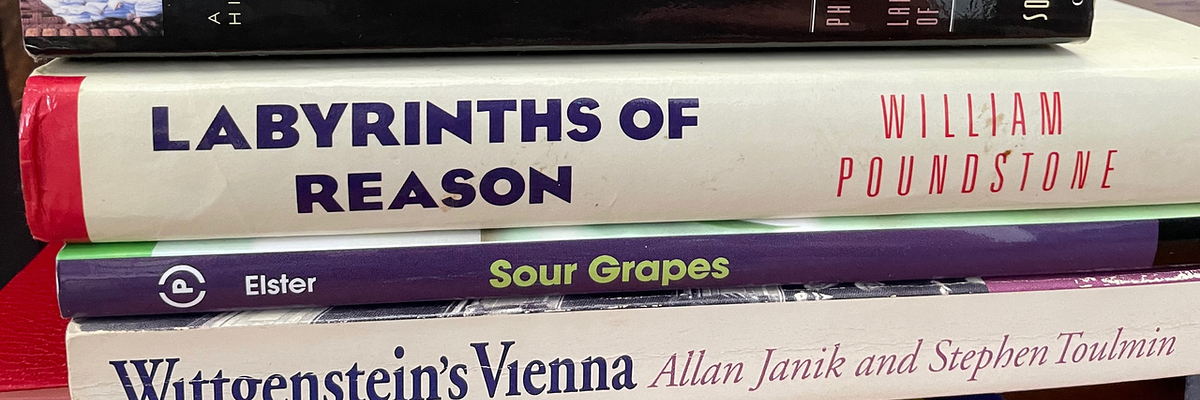 LABYRINTHS OF
REASON
WILLIAM
POUNDSTONE
P
Elster
Sour Grapes
Wittgenstein's Vienna Allan Janik and Stephen Toulmin